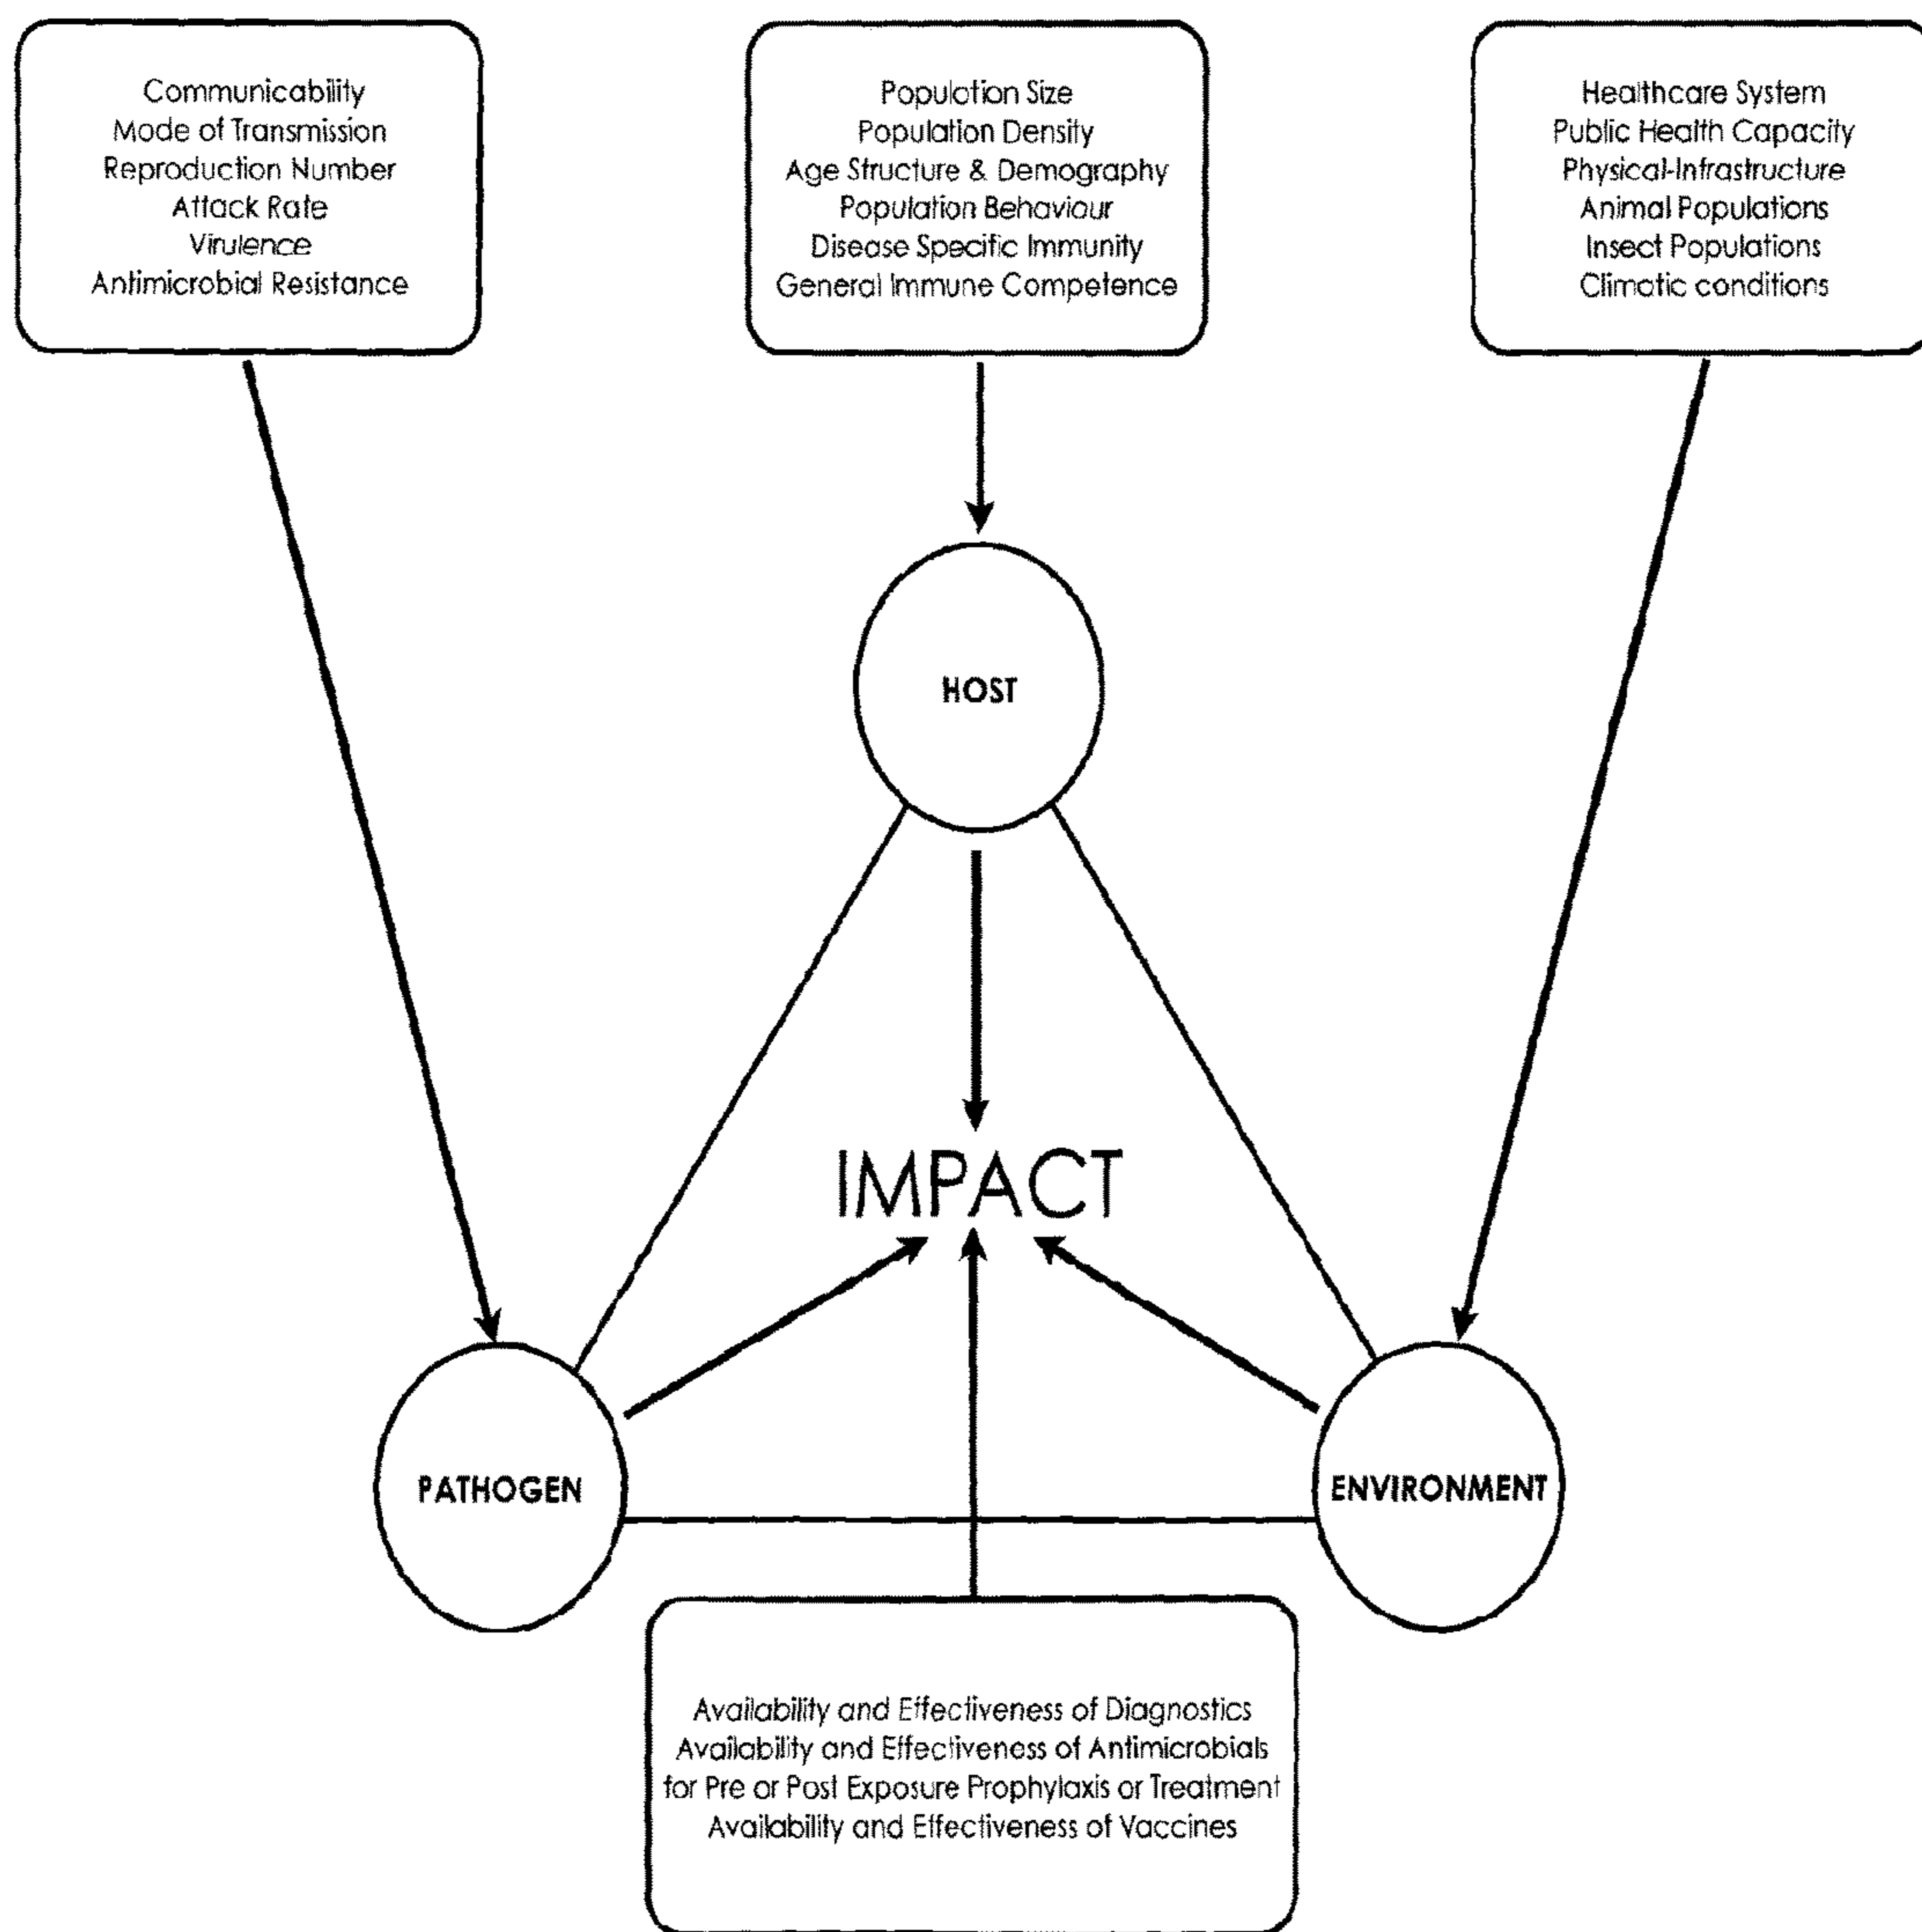 Communicability
Mode of Transmission
Reproduction Number
Attack Rate
Virulence
Antimicrobial Resistance
Population Size
Population Density
Age Structure & Demography
Population Behaviour
Disease Specific Immunity
General Immune Competence
Healthcare System
Public Health Capacity
Physical-Infrastructure
Animal Populations
Insect Populations
Climatic conditions
HOST
IMPACT
PATHOGEN
ENVIRONMENT
Availability and Effectiveness of Diagnostics
Availability and Effectiveness of Antimicrobials
for Pre or Post Exposure Prophylaxis or Treatment
Availability and Effectiveness of Vaccines